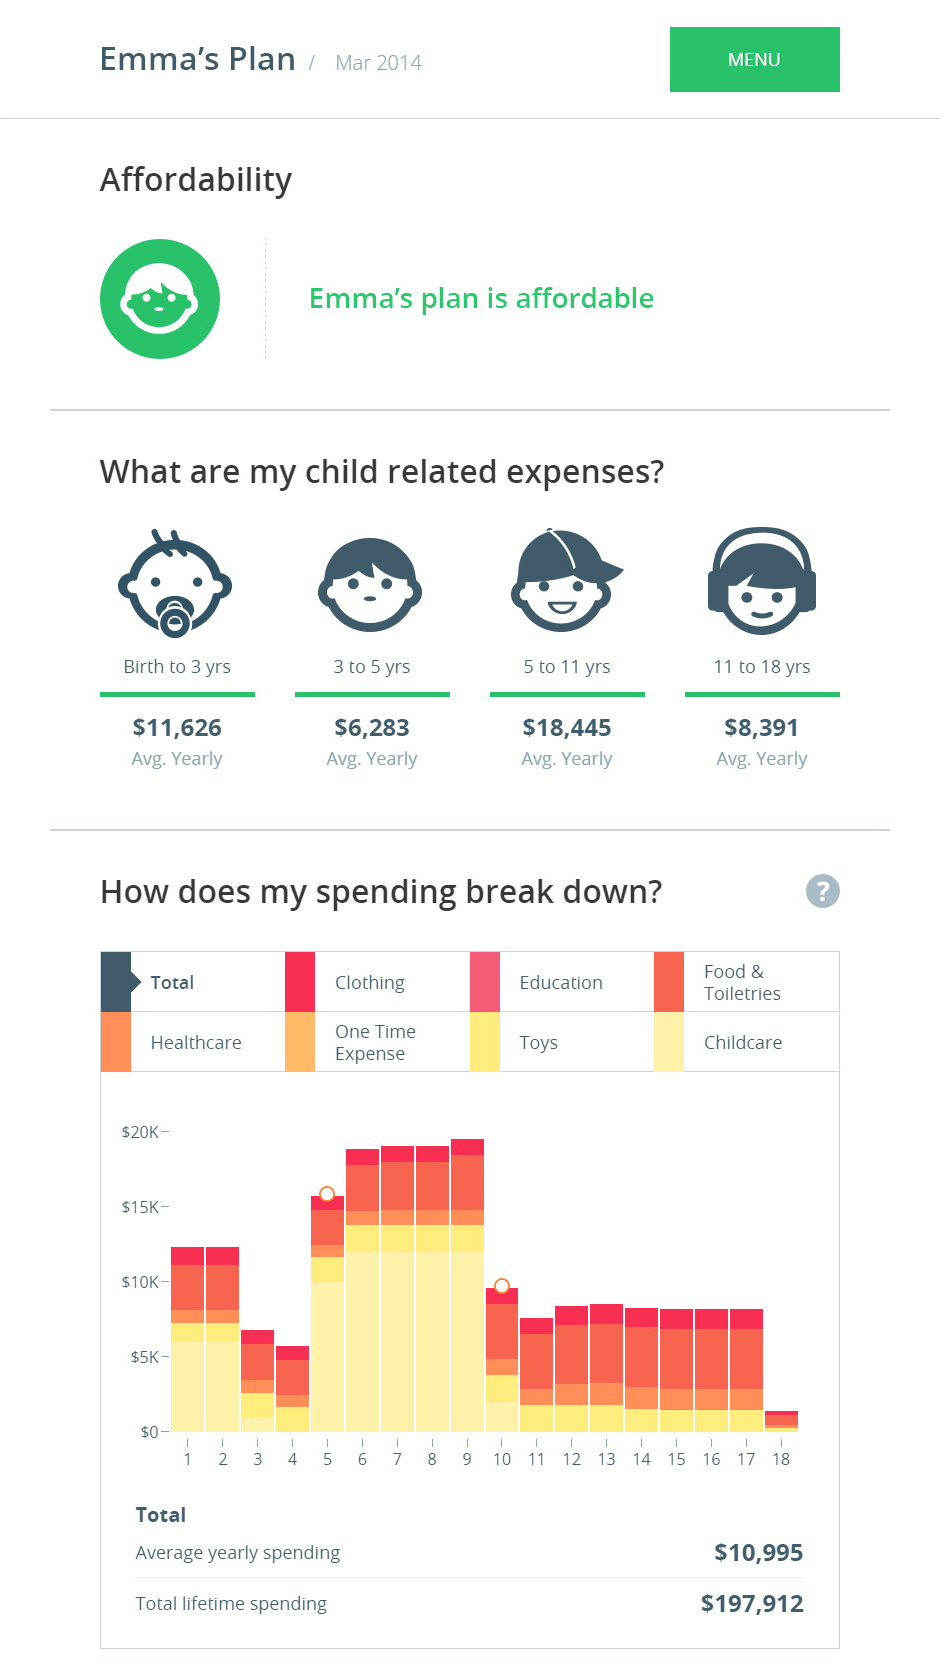 Emma’s Plan / Mar 2014
MENU
Affordability
Emma’s plan is affordable
What are my child related expenses?
Birth to 3 yrs
3 to 5 yrs
5 to 11 yrs
11 to 18 yrs
$11,626
$6,283
$18,445
$8,391
Avg. Yearly
Avg. Yearly
Avg. Yearly
Avg. Yearly
How does my spending break down?
?
Total
Clothing
Education
Food &
Toiletries
Healthcare
One Time
Expense
Toys
Childcare
$20K
$15K
$10K
$5K
$0
1 2 3 4 5 6 7 8 9 10 11 12 13 14 15 16 17 18
Total
Average yearly spending $10,995
Total lifetime spending $197,912